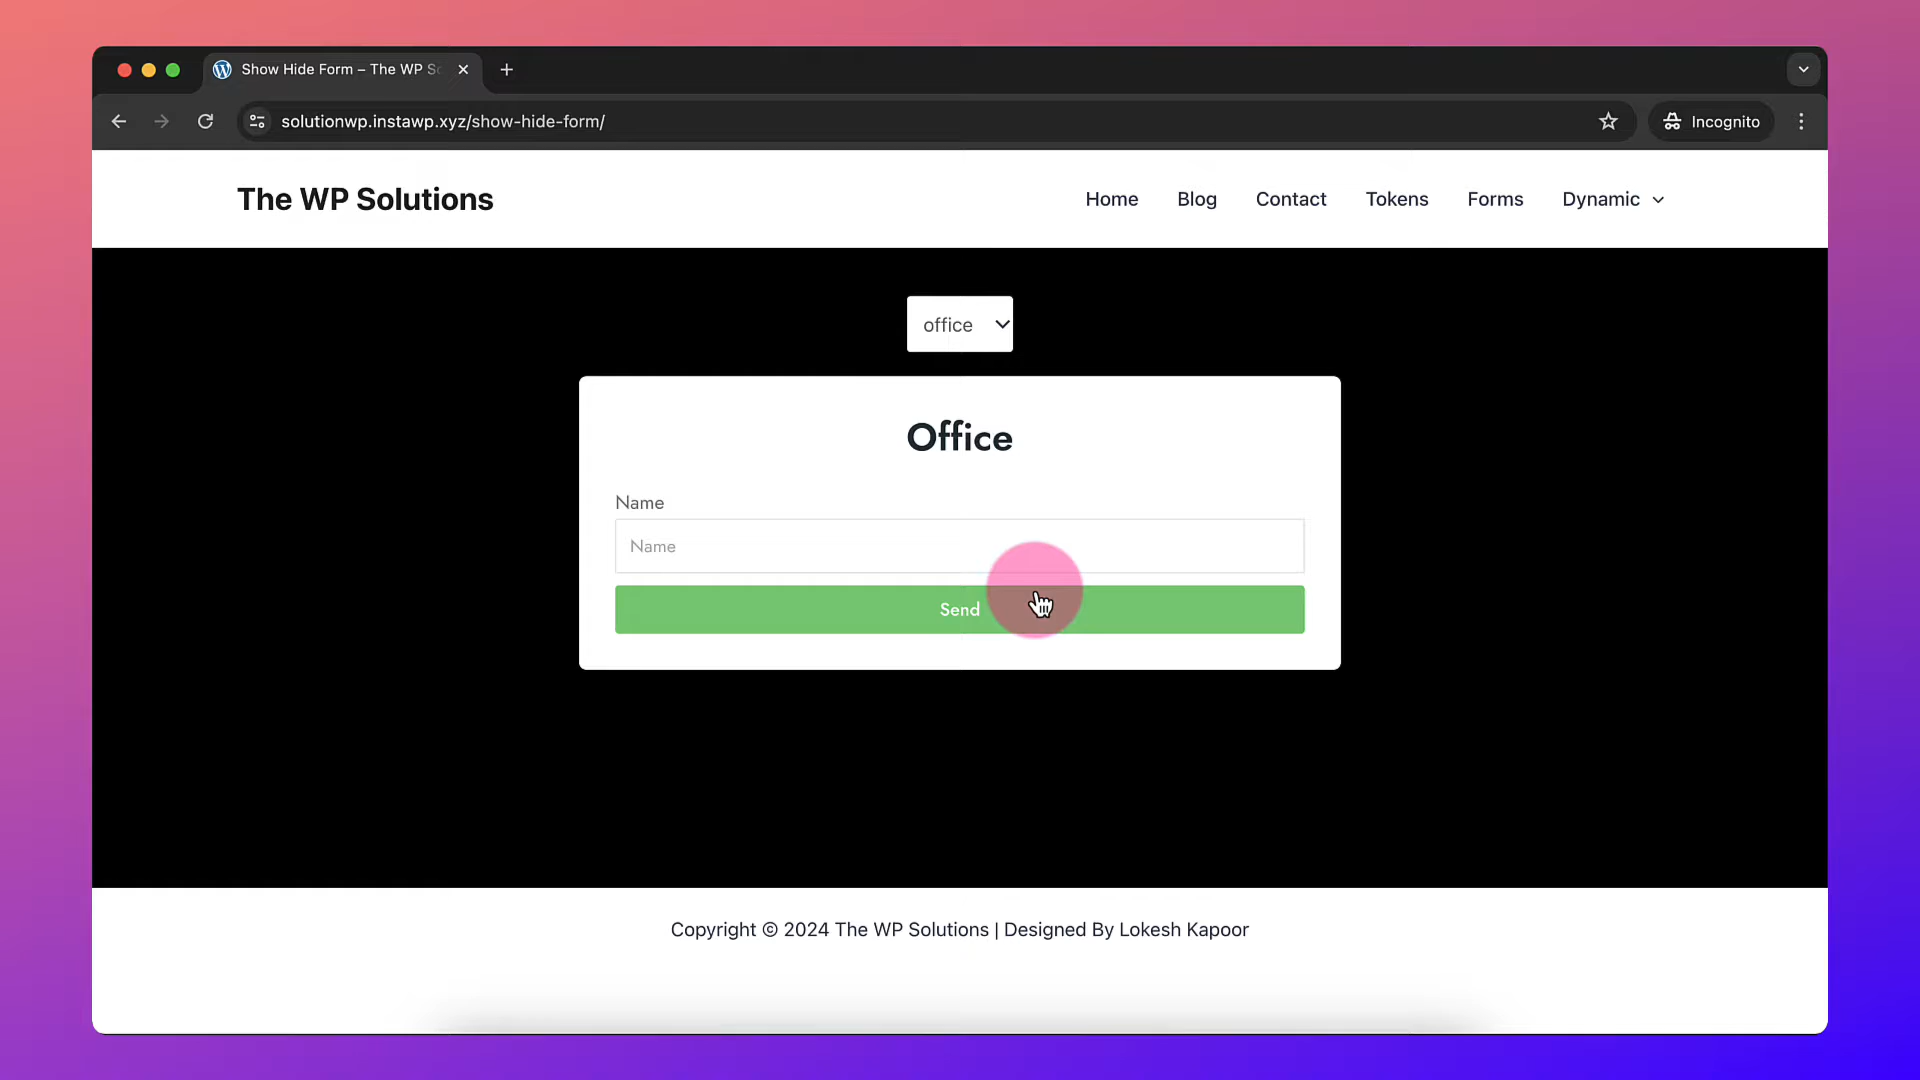 Show Hide Form – The WP S
solutionwp.instawp.xyz/show-hide-form/
Incognito
The WP Solutions
Home
Blog
Contact
Tokens
Forms
Dynamic
office
Office
Name
Name
Send
Copyright © 2024 The WP Solutions | Designed By Lokesh Kapoor